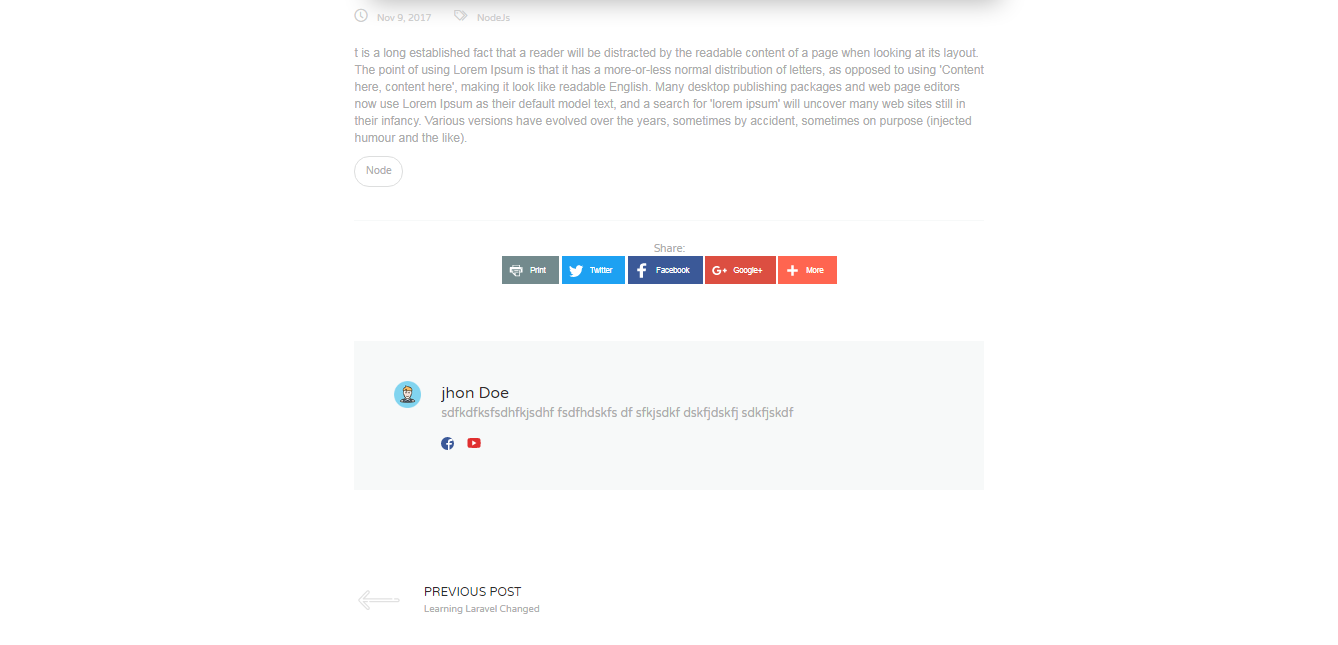 Nov 9, 2017 NodeJs
t is a long established fact that a reader will be distracted by the readable content of a page when looking at its layout.
The point of using Lorem Ipsum is that it has a more-or-less normal distribution of letters, as opposed to using 'Content
here, content here', making it look like readable English. Many desktop publishing packages and web page editors
now use Lorem Ipsum as their default model text, and a search for 'lorem ipsum' will uncover many web sites still in
their infancy. Various versions have evolved over the years, sometimes by accident, sometimes on purpose (injected
humour and the like).
Node
Share:
Print Twitter Facebook Google+ More
jhon Doe
sdfkdfksfsdhfkjsdhf fsdfhdskfs df sfkjsdkf dskfjdskfj sdkfjskdf
PREVIOUS POST
Learning Laravel Changed